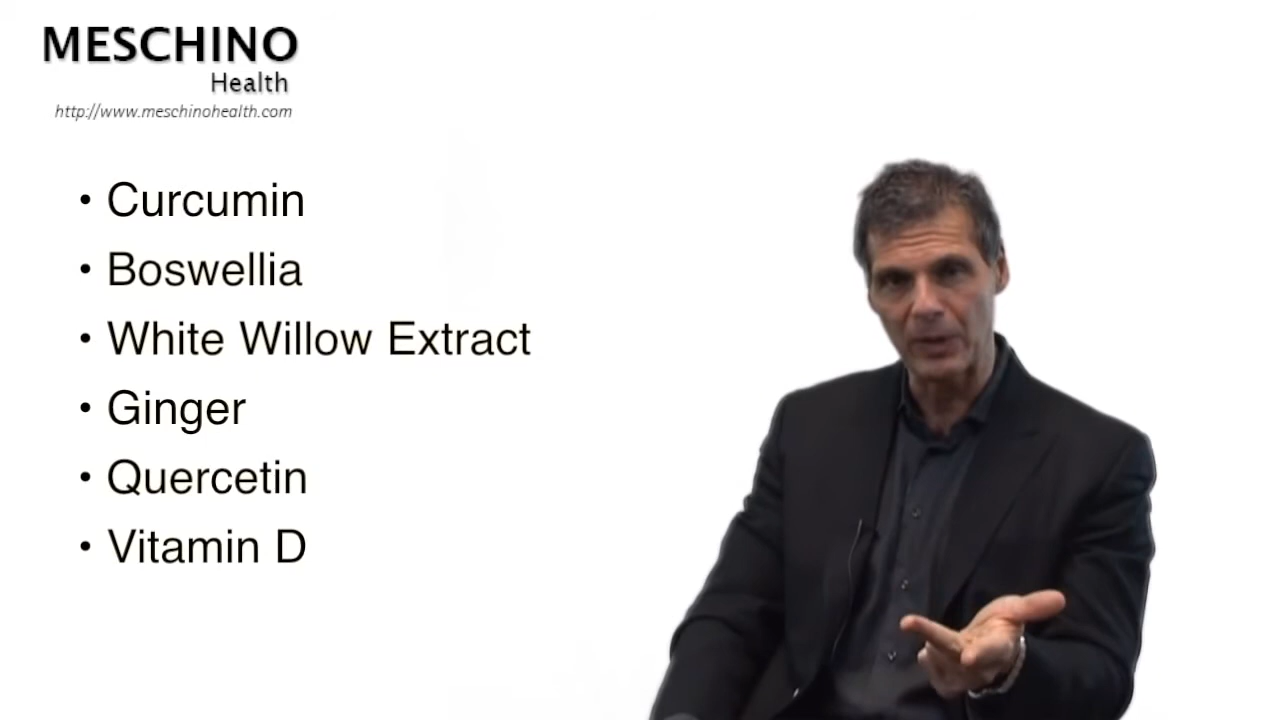 MESCHINO
Health
http://www.meschinohealth.com
• Curcumin
• Boswellia
• White Willow Extract
• Ginger
• Quercetin
• Vitamin D